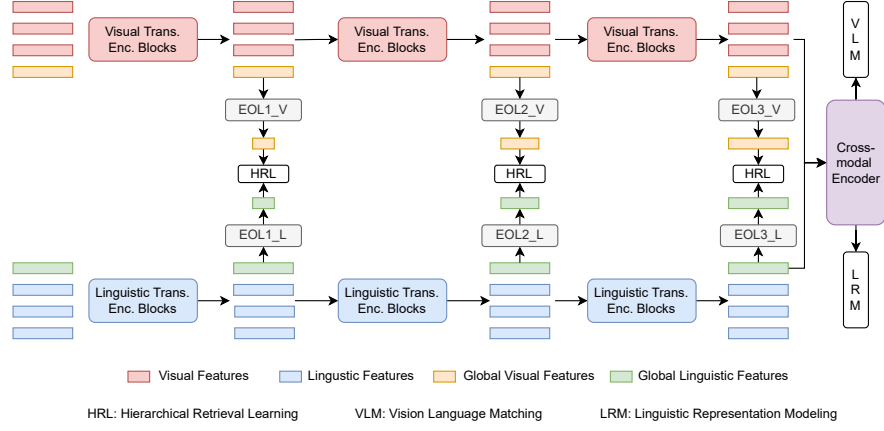 Visual Trans.
Enc. Blocks
Visual Trans.
Enc. Blocks
Visual Trans.
Enc. Blocks
V
L
M
EOL1_V
EOL2_V
EOL3_V
HRL
HRL
HRL
Cross-
modal
Encoder
EOL1_L
EOL2_L
EOL3_L
Linguistic Trans.
Enc. Blocks
Linguistic Trans.
Enc. Blocks
Linguistic Trans.
Enc. Blocks
L
R
M
Visual Features
Lingustic Features
Global Visual Features
Global Linguistic Features
HRL: Hierarchical Retrieval Learning
VLM: Vision Language Matching
LRM: Linguistic Representation Modeling